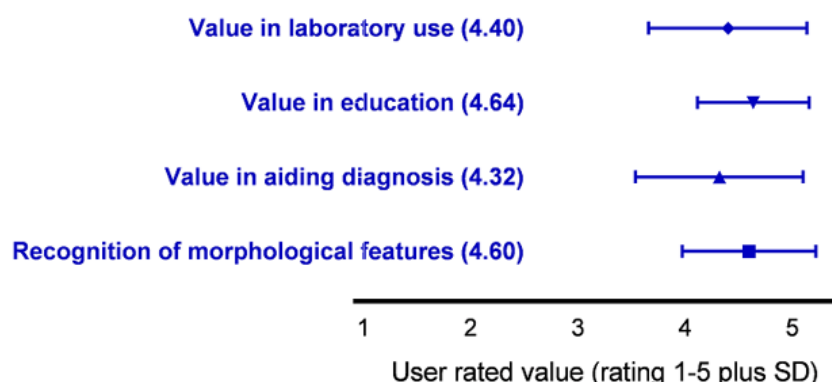 Value in laboratory use (4.40)
Value in education (4.64)
Value in aiding diagnosis (4.32)
Recognition of morphological features (4.60)
1 2 3 4 5
User rated value (rating 1-5 plus SD)